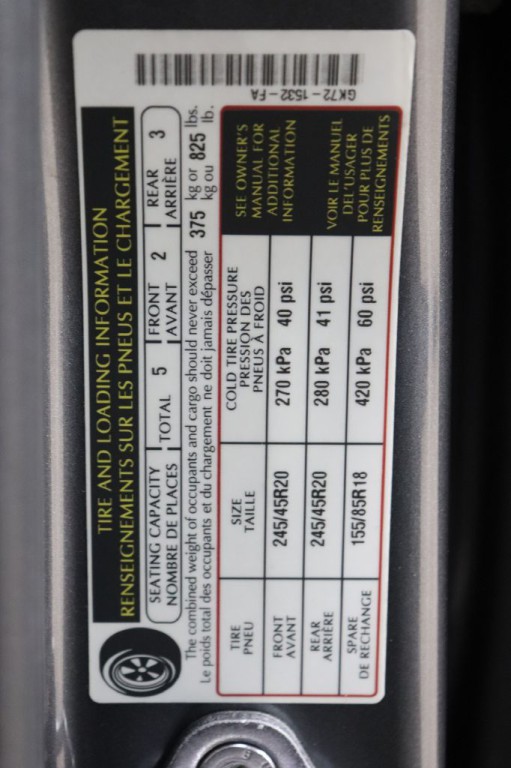 TIRE AND LOADING INFORMATION
RENSEIGNEMENTS SUR LES PNEUS ET LE CHARGEMENT
SEATING CAPACITY TOTAL 5 FRONT 2 REAR 3
NOMBRE DE PLACES AVANT ARRIÈRE
The combined weight of occupants and cargo should never exceed 375 kg or 825 lbs.
Le poids total des occupants et du chargement ne doit jamais dépasser kg ou lb.
TIRE
PNEU
SIZE
TAILLE
COLD TIRE PRESSURE
PRESSION DES
PNEUS À FROID
SEE OWNER'S
MANUAL FOR
ADDITIONAL
INFORMATION
FRONT
AVANT
245/45R20 270 kPa 40 psi
REAR
ARRIÈRE
245/45R20 280 kPa 41 psi
SPARE
DE RECHANGE
155/85R18 420 kPa 60 psi
VOIR LE MANUEL
DEL'USAGER
POUR PLUS DE
RENSEIGNEMENTS
GK72-1532-FA